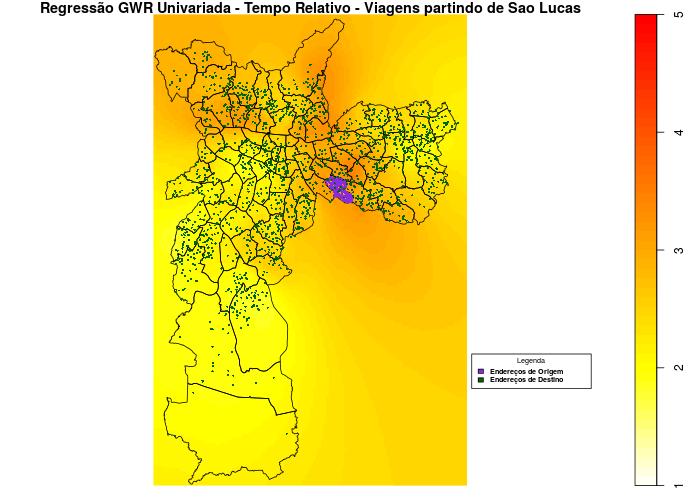 Regressão GWR Univariada - Tempo Relativo - Viagens partindo de Sao Lucas
5
4
3
2
1
Legenda
Endereços de Origem
Endereços de Destino